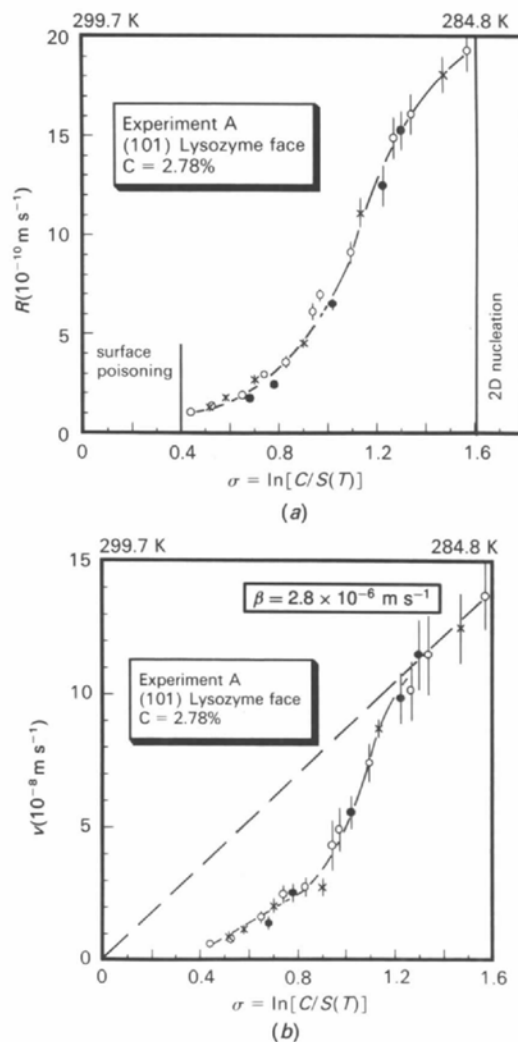 299.7 K 284.8 K
20
15
10
5
0
R(10⁻¹⁰ m s⁻¹)
Experiment A
(101) Lysozyme face
C = 2.78%
surface
poisoning
2D nucleation
0 0.4 0.8 1.2 1.6
σ = ln[C/S(T)]
(a)
299.7 K 284.8 K
15
10
5
0
v(10⁻⁸ m s⁻¹)
β = 2.8 × 10⁻⁶ m s⁻¹
Experiment A
(101) Lysozyme face
C = 2.78%
0 0.4 0.8 1.2 1.6
σ = ln[C/S(T)]
(b)